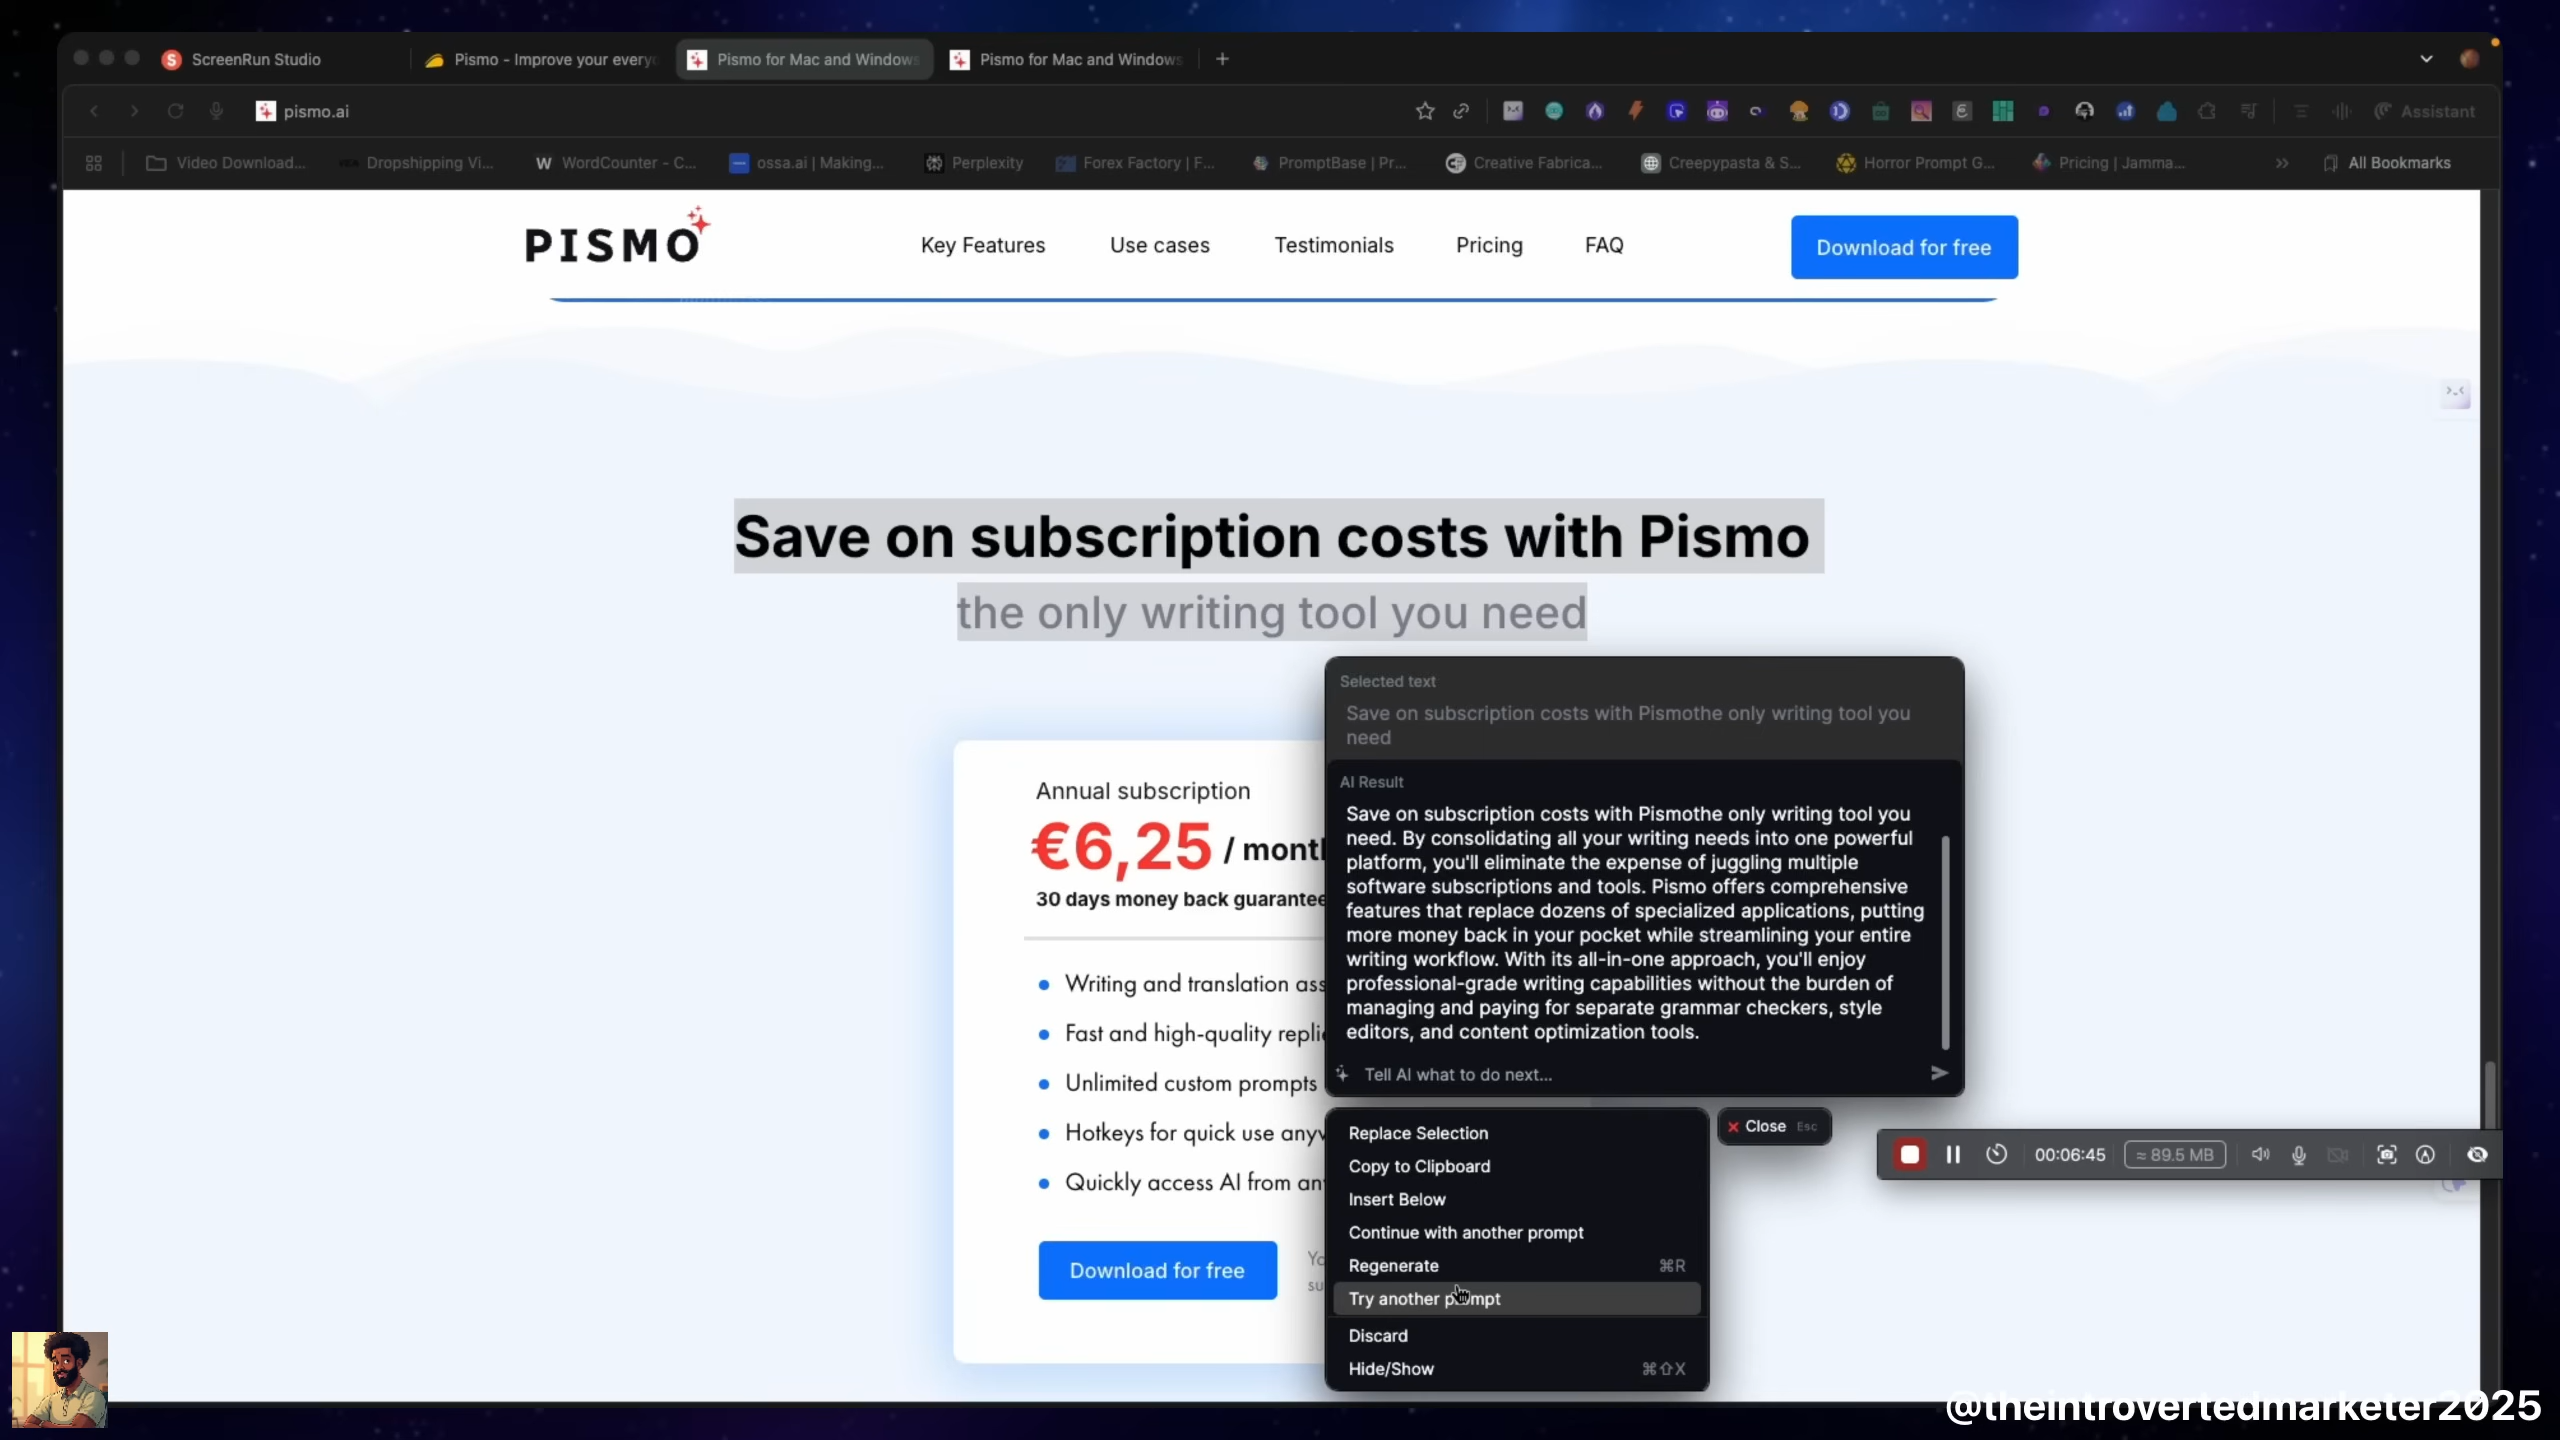 ScreenRun Studio
Pismo - Improve your every
Pismo for Mac and Windows
Pismo for Mac and Windows
pismo.ai
Assistant
Video Download...
Dropshipping Vi...
WordCounter - C...
ossa.ai | Making...
Perplexity
Forex Factory | F...
PromptBase | Pr...
Creative Fabrica...
Creepypasta & S...
Horror Prompt G...
Pricing | Jamma...
All Bookmarks
PISMO
Key Features
Use cases
Testimonials
Pricing
FAQ
Download for free
Save on subscription costs with Pismo
the only writing tool you need
Annual subscription
€6,25 / mont
30 days money back guarantee
Writing and translation ass
Fast and high-quality repli
Unlimited custom prompts
Hotkeys for quick use any
Quickly access AI from an
Download for free
Selected text
Save on subscription costs with Pismothe only writing tool you
need
AI Result
Save on subscription costs with Pismothe only writing tool you
need. By consolidating all your writing needs into one powerful
platform, you'll eliminate the expense of juggling multiple
software subscriptions and tools. Pismo offers comprehensive
features that replace dozens of specialized applications, putting
more money back in your pocket while streamlining your entire
writing workflow. With its all-in-one approach, you'll enjoy
professional-grade writing capabilities without the burden of
managing and paying for separate grammar checkers, style
editors, and content optimization tools.
Tell AI what to do next...
Replace Selection
Copy to Clipboard
Insert Below
Continue with another prompt
Regenerate ⌘R
Try another prompt
Discard
Hide/Show ⌘⇧X
Close Esc
00:06:45
≈ 89.5 MB
@theintrovertedmarketer2025